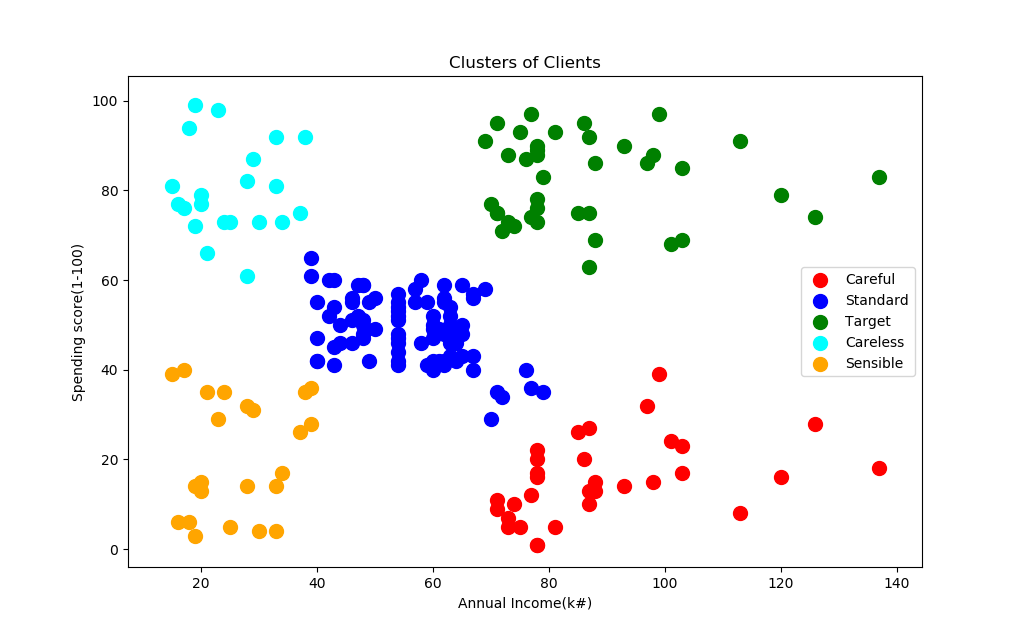 Clusters of Clients
Spending score(1-100)
100
80
60
40
20
0
20 40 60 80 100 120 140
Annual Income(k#)
Careful
Standard
Target
Careless
Sensible